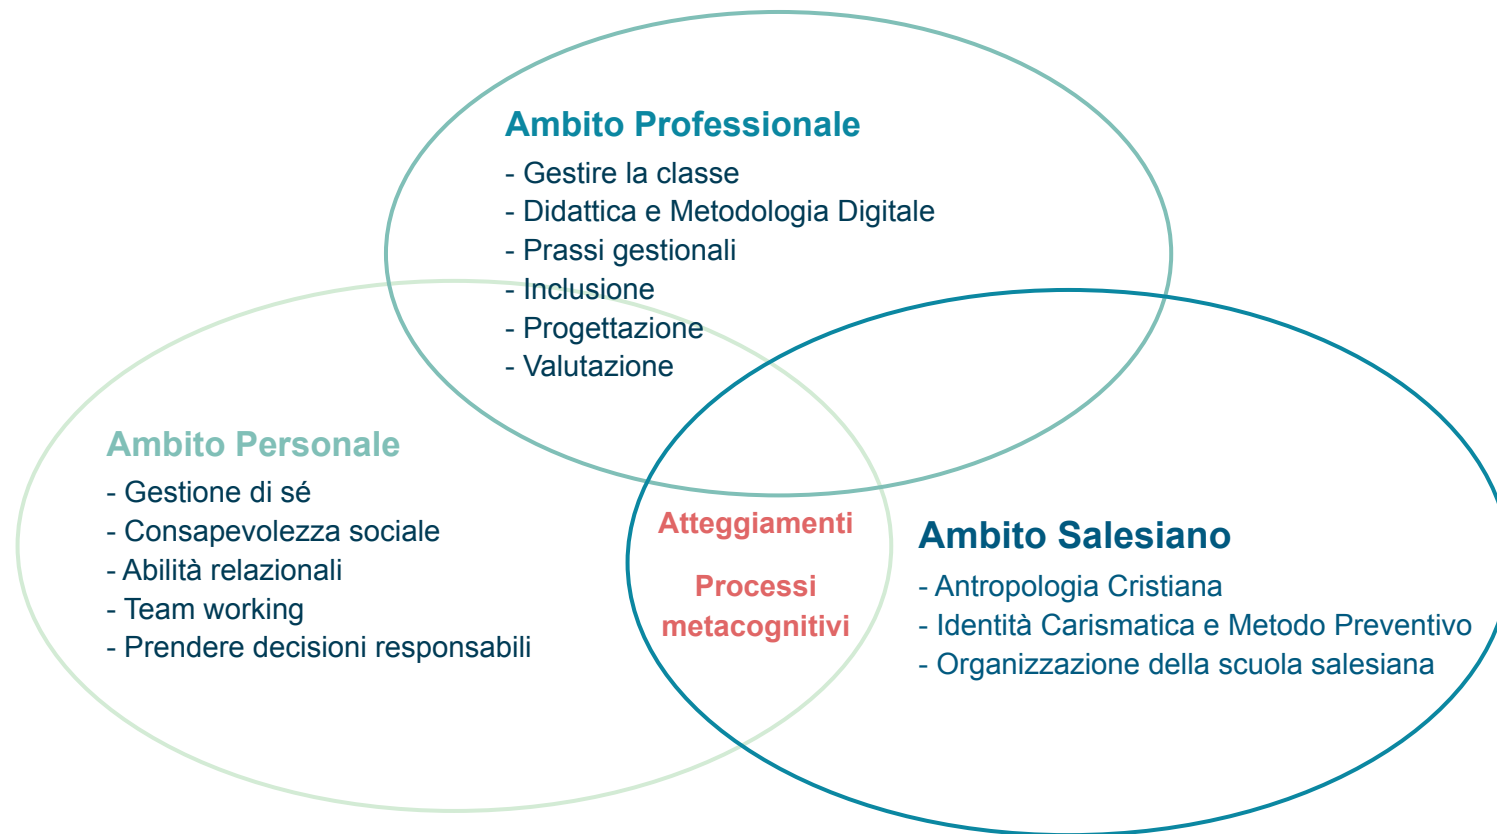 Ambito Professionale
- Gestire la classe
- Didattica e Metodologia Digitale
- Prassi gestionali
- Inclusione
- Progettazione
- Valutazione
Ambito Personale
- Gestione di sé
- Consapevolezza sociale
- Abilità relazionali
- Team working
- Prendere decisioni responsabili
Atteggiamenti
Processi
metacognitivi
Ambito Salesiano
- Antropologia Cristiana
- Identità Carismatica e Metodo Preventivo
- Organizzazione della scuola salesiana